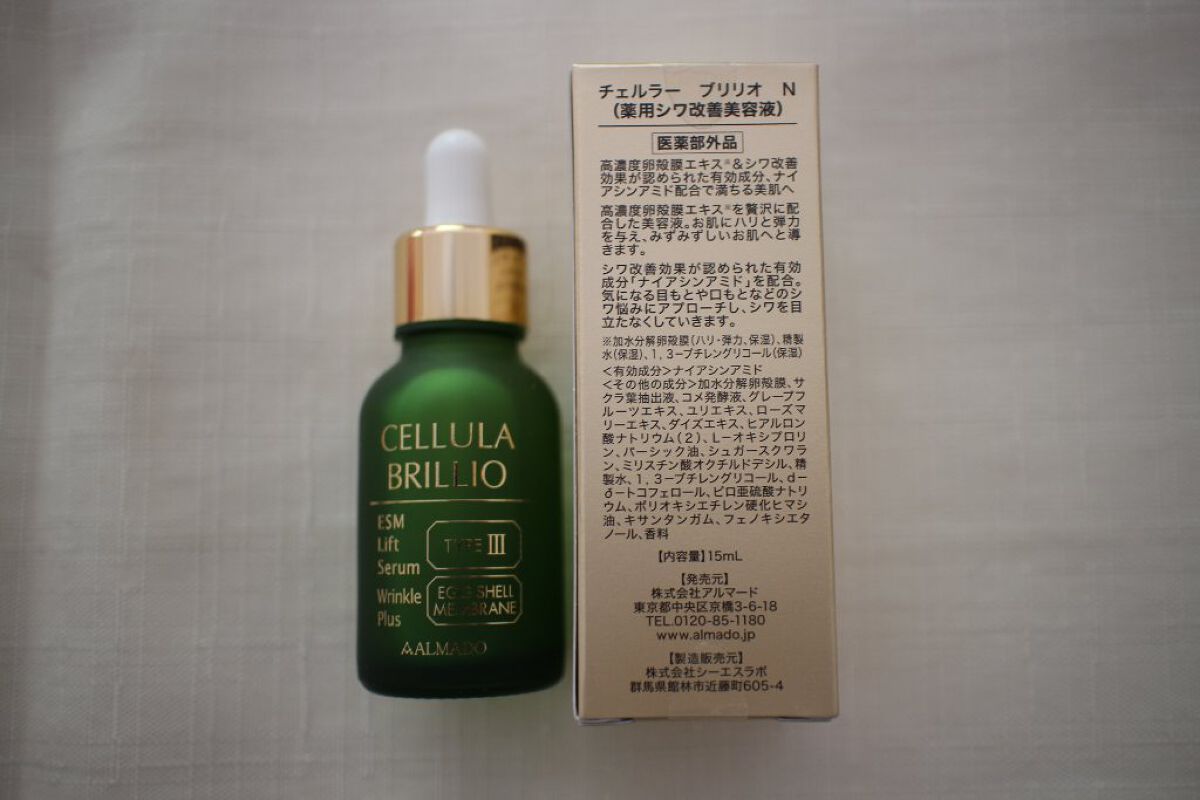 CELLULA
BRILLIO
ESM
Lift
Serum
Wrinkle
Plus
TYPE III
EGG SHELL
MEMBRANE
ALMADO
チェルラー ブリリオ N
(薬用シワ改善美容液)
医薬部外品
高濃度卵殻膜エキス※&シワ改善
効果が認められた有効成分、ナイ
アシンアミド配合で満ちる美肌へ
高濃度卵殻膜エキス※を贅沢に配
合した美容液。お肌にハリと弾力
を与え、みずみずしいお肌へと導
きます。
シワ改善効果が認められた有効
成分「ナイアシンアミド」を配合。
気になる目もとや口もとなどのシ
ワ悩みにアプローチし、シワを目
立たなくしていきます。
※加水分解卵殻膜(ハリ・弾力、保湿)、精製
水(保湿)、1,3-ブチレングリコール(保湿)
<有効成分>ナイアシンアミド
<その他の成分>加水分解卵殻膜、サ
クラ葉抽出液、コメ発酵液、グレープフ
ルーツエキス、ユリエキス、ローズマ
リーエキス、ダイズエキス、ヒアルロン
酸ナトリウム(2)、L-オキシプロリ
ン、パーシック油、シュガースクワラ
ン、ミリスチン酸オクチルドデシル、精
製水、1,3-ブチレングリコール、d-
δ-トコフェロール、ピロ亜硫酸ナトリ
ウム、ポリオキシエチレン硬化ヒマシ
油、キサンタンガム、フェノキシエタ
ノール、香料
【内容量】15mL
【発売元】
株式会社アルマード
東京都中央区京橋3-6-18
TEL.0120-85-1180
www.almado.jp
【製造販売元】
株式会社シーエスラボ
群馬県館林市近藤町605-4